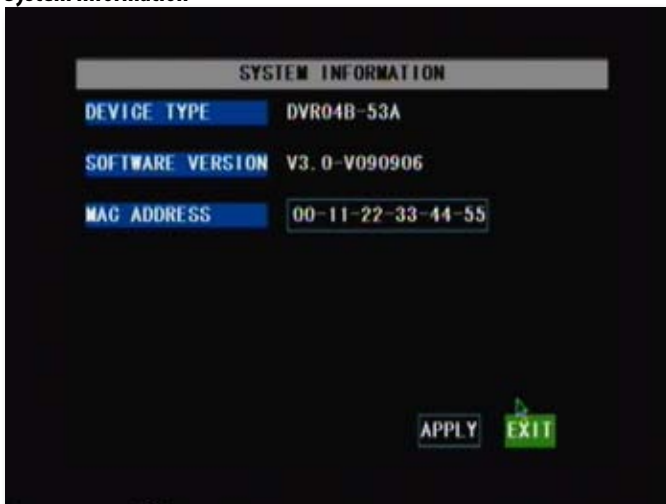 SYSTEM INFORMATION
DEVICE TYPE DVR04B-53A
SOFTWARE VERSION V3.0-V090906
MAC ADDRESS 00-11-22-33-44-55
APPLY EXIT